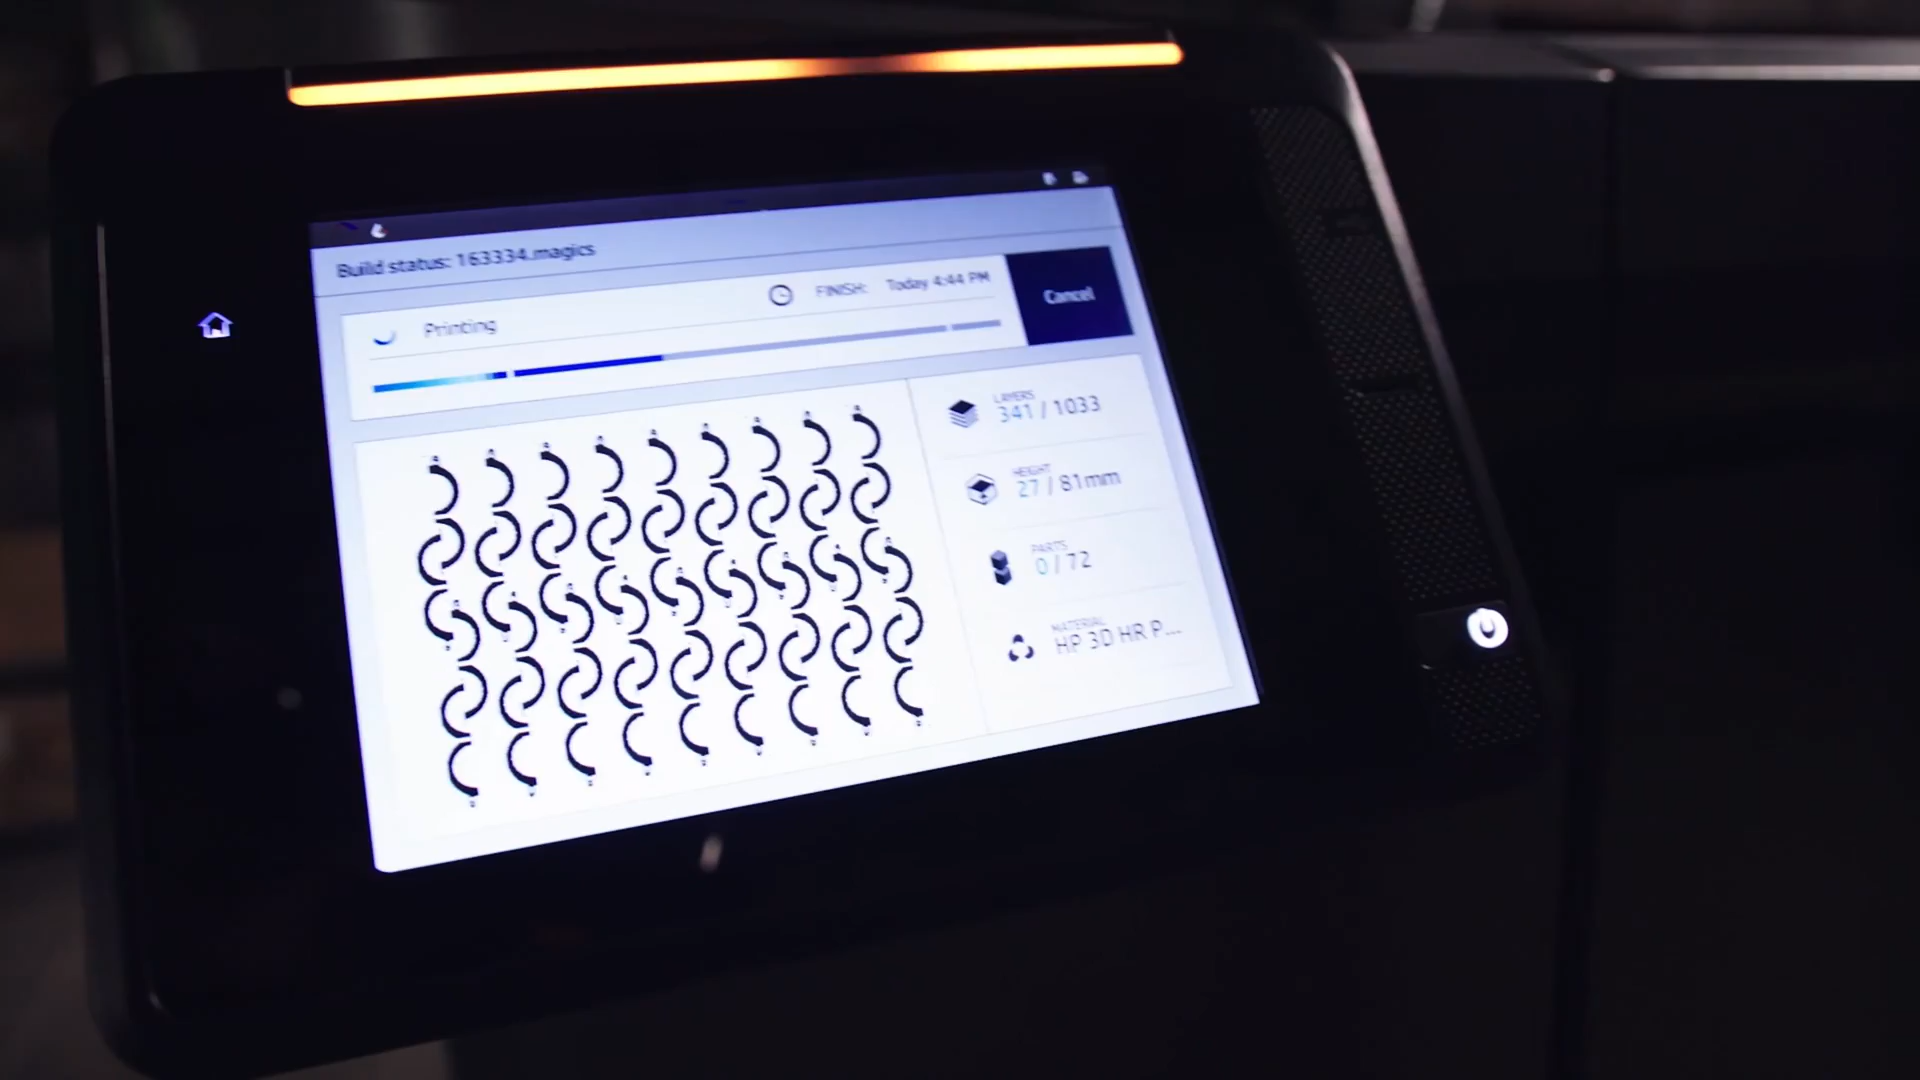 Build status: 163334.magics
Printing
FINISH: Today 4:44 PM
Cancel
LAYERS
341 / 1033
HEIGHT
27 / 81mm
PARTS
0 / 72
MATERIAL
HP 3D HR P...